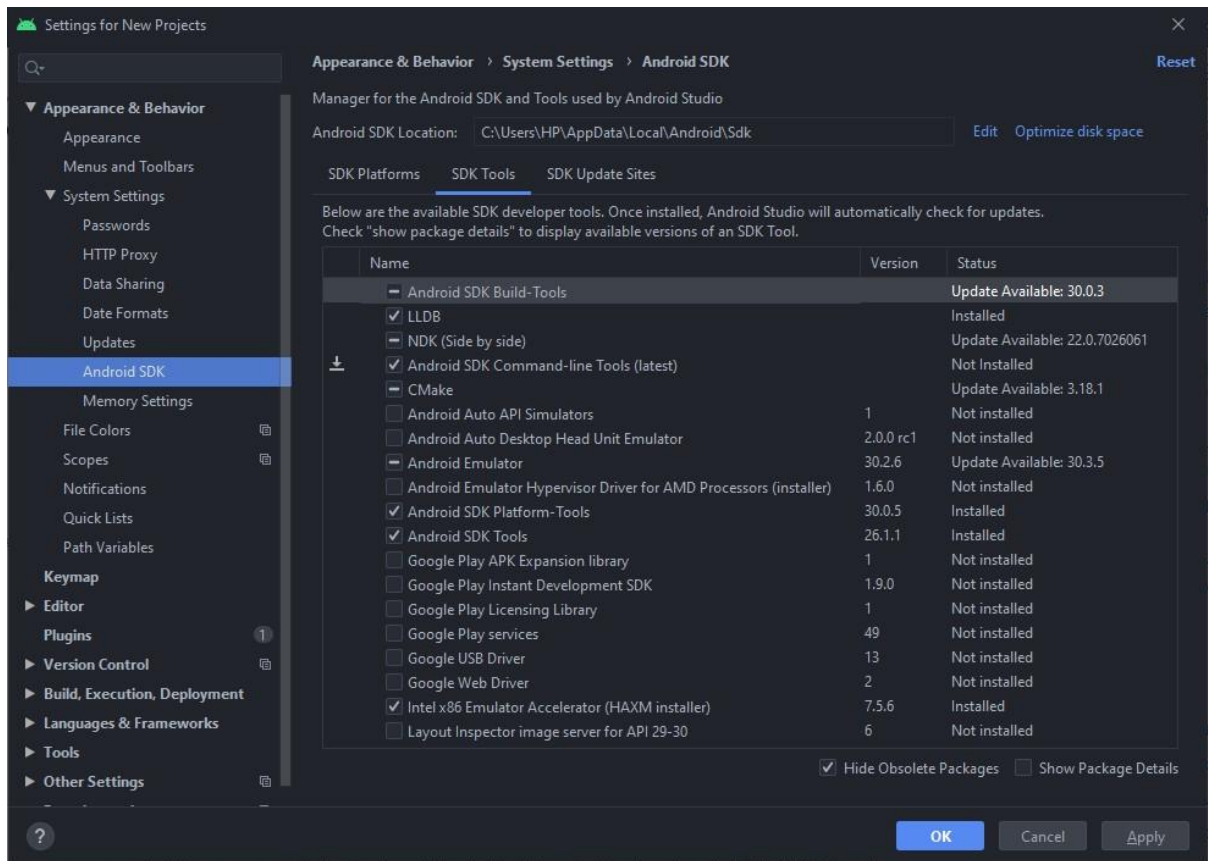 Settings for New Projects
Appearance & Behavior
Appearance
Menus and Toolbars
System Settings
Passwords
HTTP Proxy
Data Sharing
Date Formats
Updates
Android SDK
Memory Settings
File Colors
Scopes
Notifications
Quick Lists
Path Variables
Keymap
Editor
Plugins 1
Version Control
Build, Execution, Deployment
Languages & Frameworks
Tools
Other Settings
Appearance & Behavior > System Settings > Android SDK Reset
Manager for the Android SDK and Tools used by Android Studio
Android SDK Location: C:\Users\HP\AppData\Local\Android\Sdk Edit Optimize disk space
SDK Platforms SDK Tools SDK Update Sites
Below are the available SDK developer tools. Once installed, Android Studio will automatically check for updates.
Check "show package details" to display available versions of an SDK Tool.
Name Version Status
Android SDK Build-Tools Update Available: 30.0.3
LLDB Installed
NDK (Side by side) Update Available: 22.0.7026061
Android SDK Command-line Tools (latest) Not Installed
CMake Update Available: 3.18.1
Android Auto API Simulators 1 Not installed
Android Auto Desktop Head Unit Emulator 2.0.0 rc1 Not installed
Android Emulator 30.2.6 Update Available: 30.3.5
Android Emulator Hypervisor Driver for AMD Processors (installer) 1.6.0 Not installed
Android SDK Platform-Tools 30.0.5 Installed
Android SDK Tools 26.1.1 Installed
Google Play APK Expansion library 1 Not installed
Google Play Instant Development SDK 1.9.0 Not installed
Google Play Licensing Library 1 Not installed
Google Play services 49 Not installed
Google USB Driver 13 Not installed
Google Web Driver 2 Not installed
Intel x86 Emulator Accelerator (HAXM installer) 7.5.6 Installed
Layout Inspector image server for API 29-30 6 Not installed
Hide Obsolete Packages Show Package Details
? OK Cancel Apply